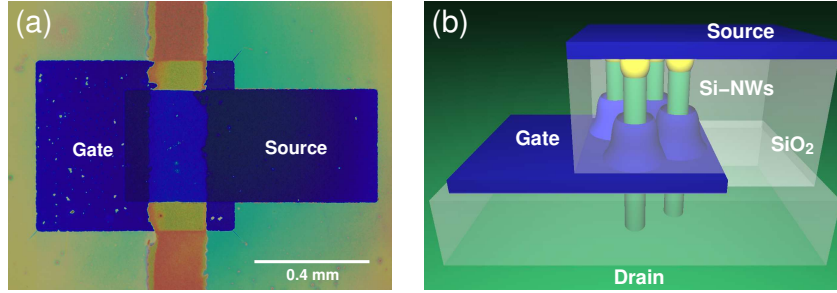 (a)
Gate
Source
0.4 mm
(b)
Source
Si-NWs
Gate
SiO₂
Drain